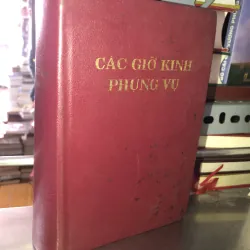 CÁC GIỜ KINH
PHỤNG VỤ